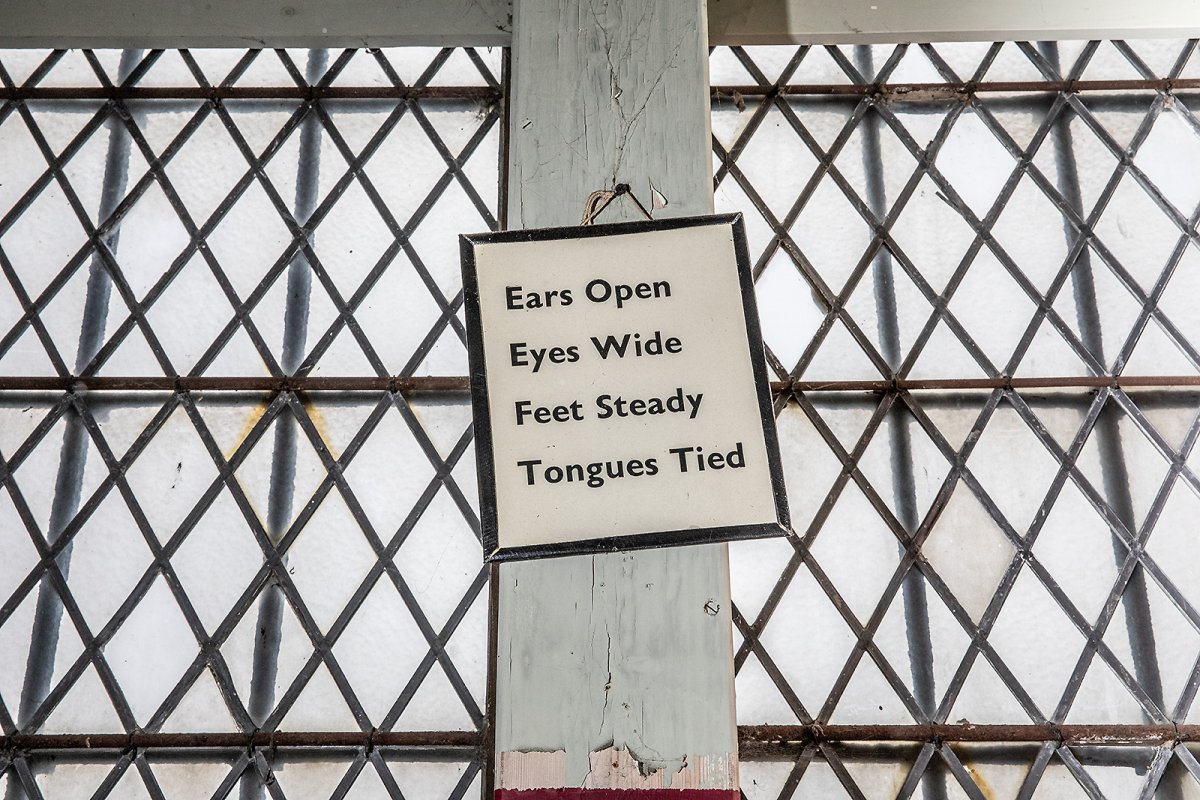 Ears Open
Eyes Wide
Feet Steady
Tongues Tied